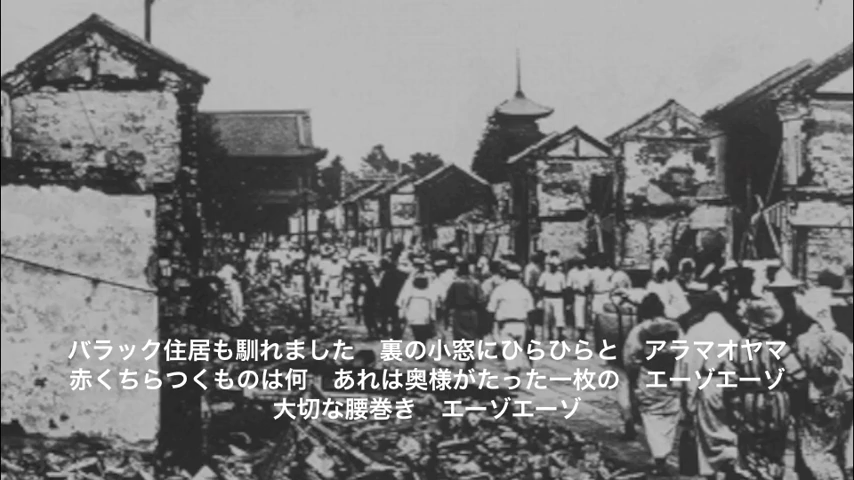 バラック住居も馴れました　裏の小窓にひらひらと　アラマオヤマ
赤くちらつくものは何　あれは奥様がたった一枚の　エーゾエーゾ
大切な腰巻き　エーゾエーゾ